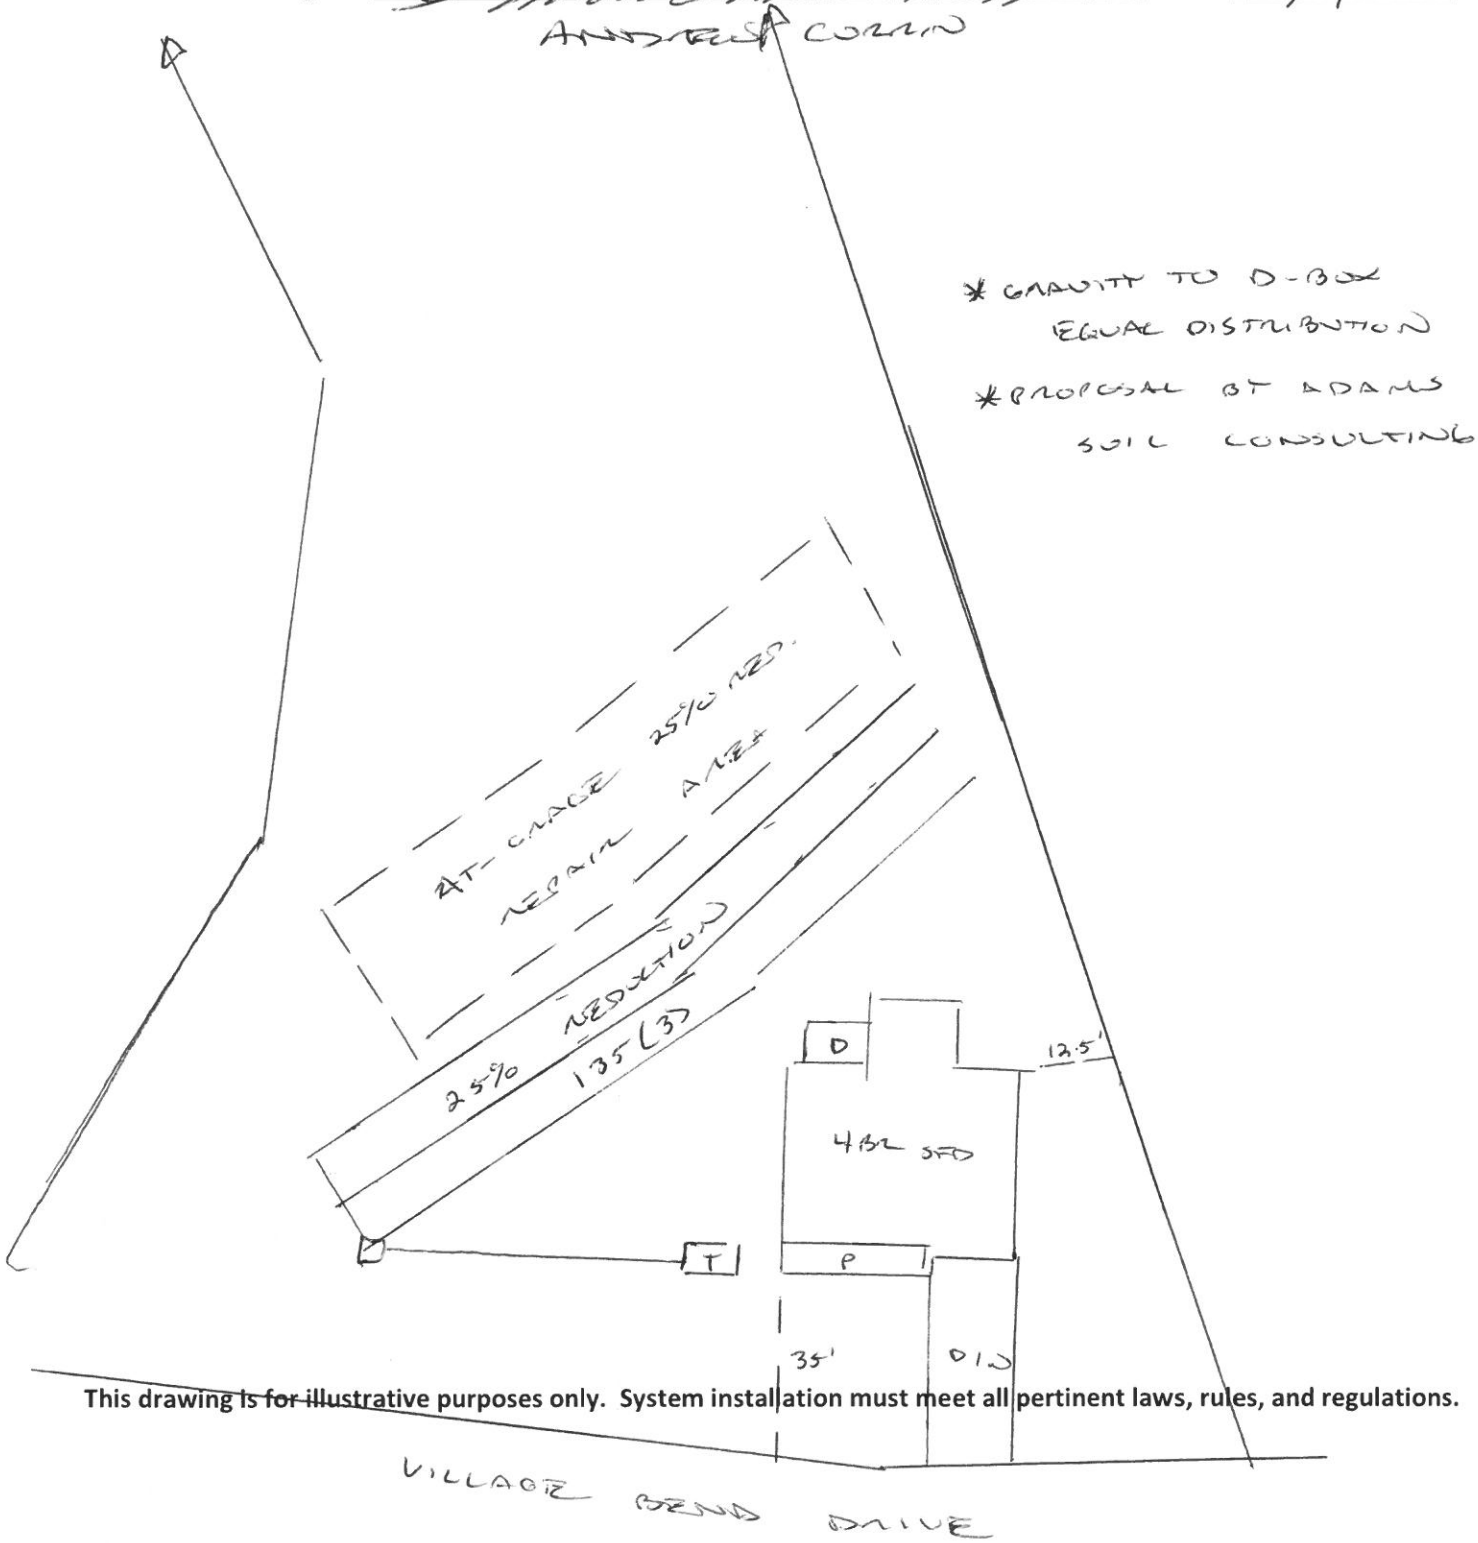 ANDREW CURRIN
* GRAVITY TO D-BOX
EQUAL DISTRIBUTION
* PROPOSAL BY ADAMS
SOIL CONSULTING
AT-GRADE 25% RED.
REPAIR AREA
25% REDUCTION
135 (3)
D
12.5'
4BR SFD
T
P
35'
D/W
This drawing is for illustrative purposes only. System installation must meet all pertinent laws, rules, and regulations.
VILLAGE BEND DRIVE